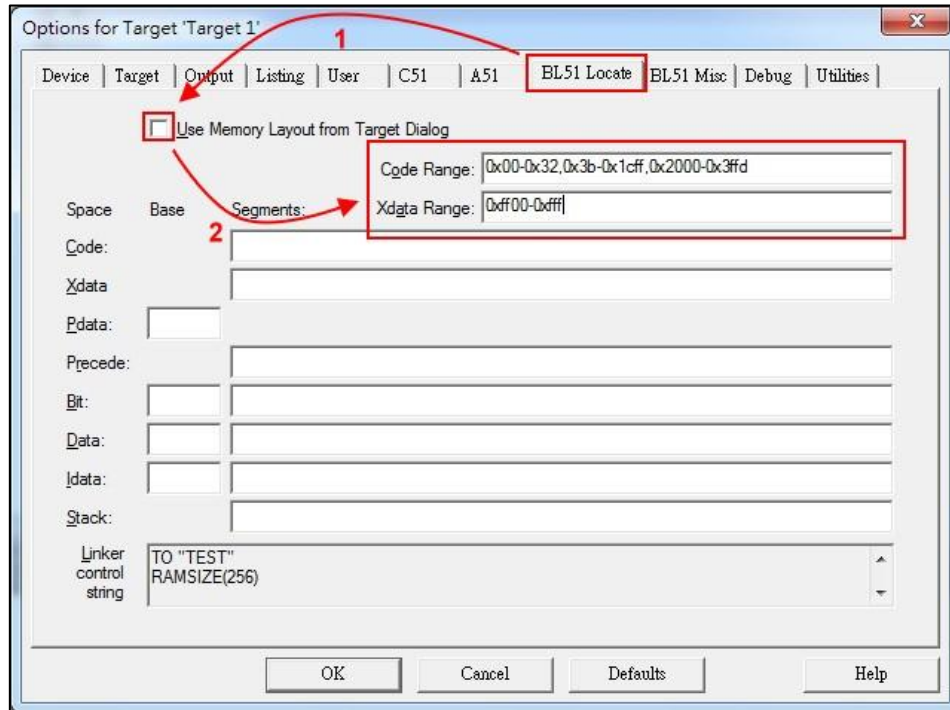 Options for Target 'Target 1'
X
1
Device Target Output Listing User C51 A51 BL51 Locate BL51 Misc Debug Utilities
Use Memory Layout from Target Dialog
Code Range: 0x00-0x32,0x3b-0x1cff,0x2000-0x3ffd
Space Base Segments: Xdata Range: 0xff00-0xfff
2
Code:
Xdata
Pdata:
Precede:
Bit:
Data:
Idata:
Stack:
Linker control string
TO "TEST"
RAMSIZE(256)
OK Cancel Defaults Help